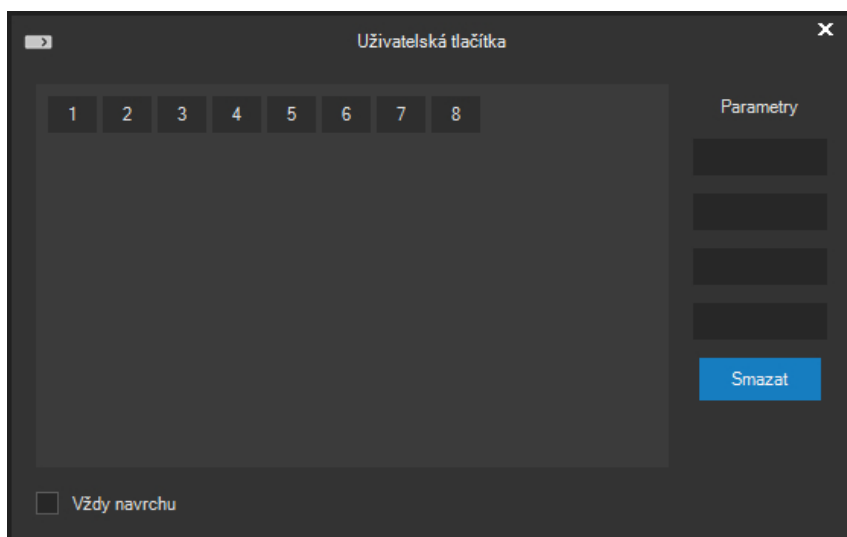 Uživatelská tlačítka
x
1 2 3 4 5 6 7 8
Parametry
Smazat
Vždy navrchu